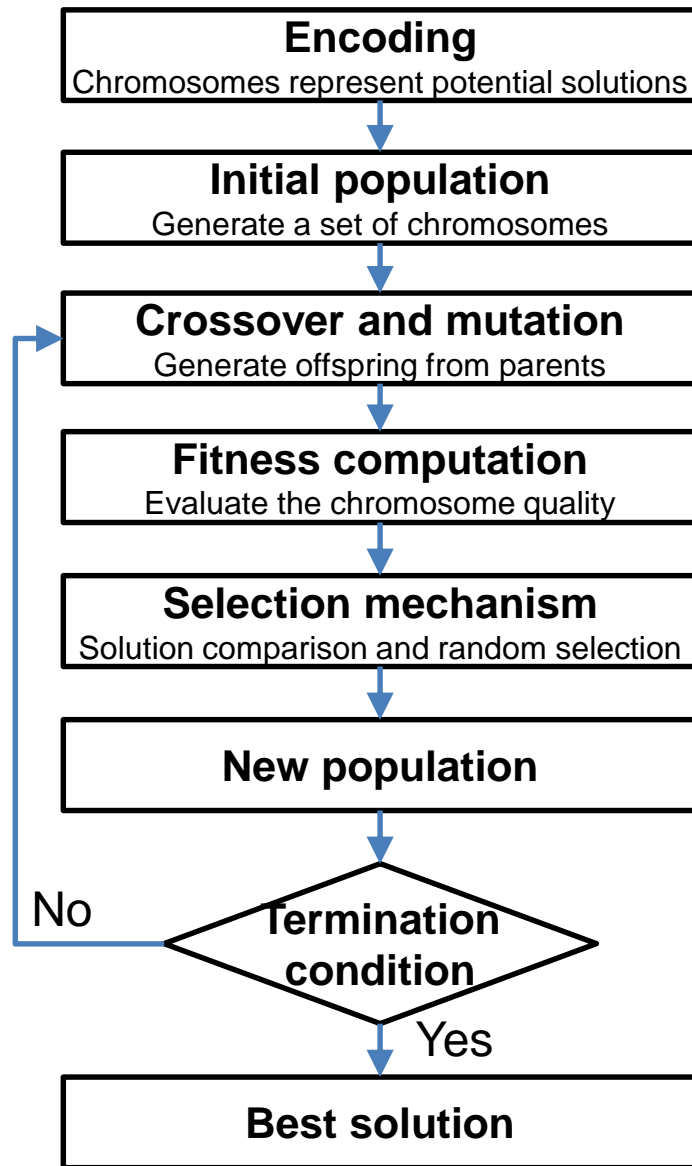 Encoding
Chromosomes represent potential solutions
Initial population
Generate a set of chromosomes
Crossover and mutation
Generate offspring from parents
Fitness computation
Evaluate the chromosome quality
Selection mechanism
Solution comparison and random selection
New population
No
Termination
condition
Yes
Best solution